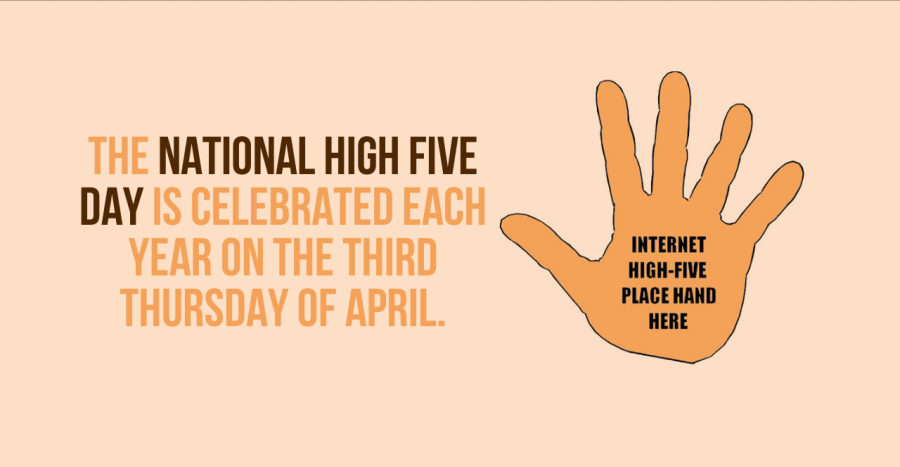 THE NATIONAL HIGH FIVE
DAY IS CELEBRATED EACH
YEAR ON THE THIRD
THURSDAY OF APRIL.
INTERNET
HIGH-FIVE
PLACE HAND
HERE